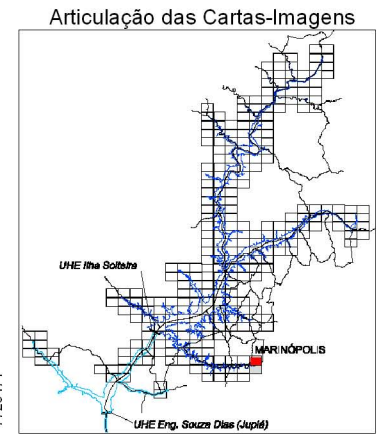 Articulação das Cartas-Imagens
UHE Ilha Solteira
MARINÓPOLIS
UHE Eng. Souza Dias (Jupiá)